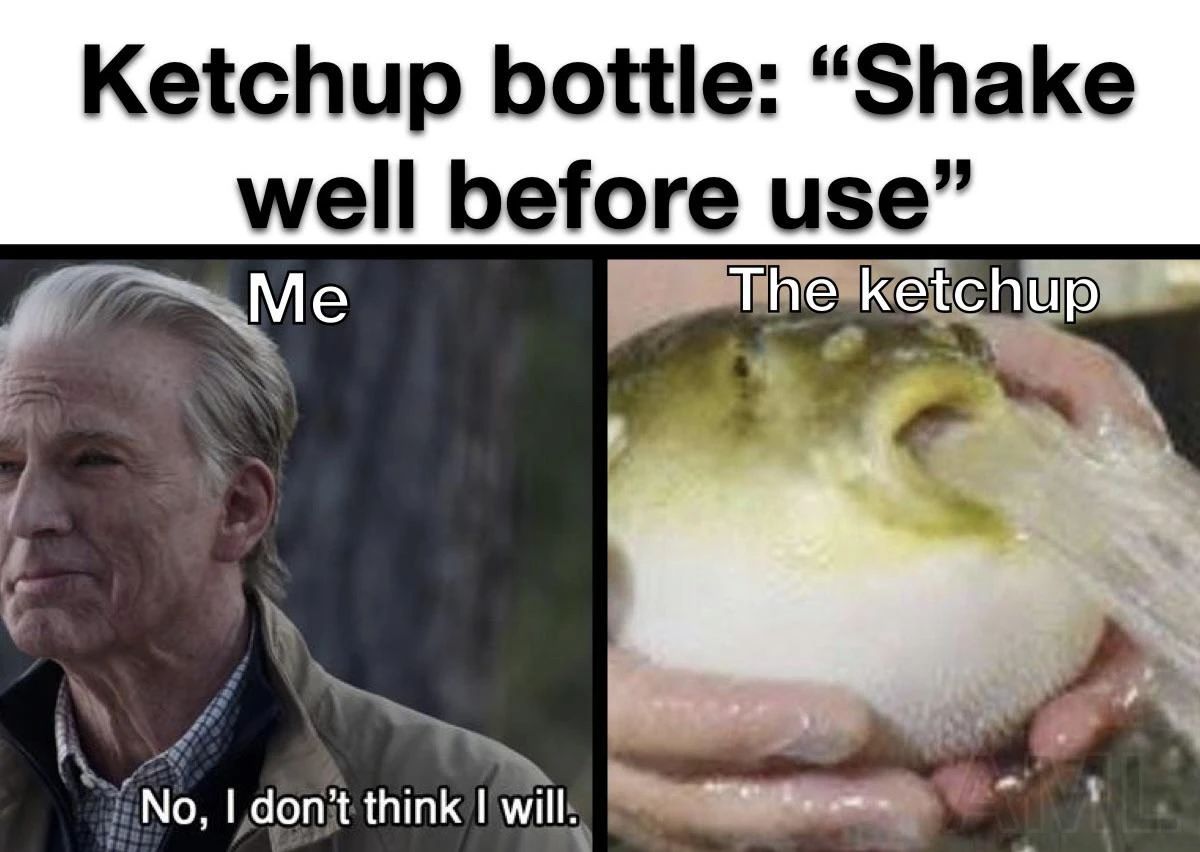 Ketchup bottle: “Shake
well before use”
Me
The ketchup
No, I don’t think I will.